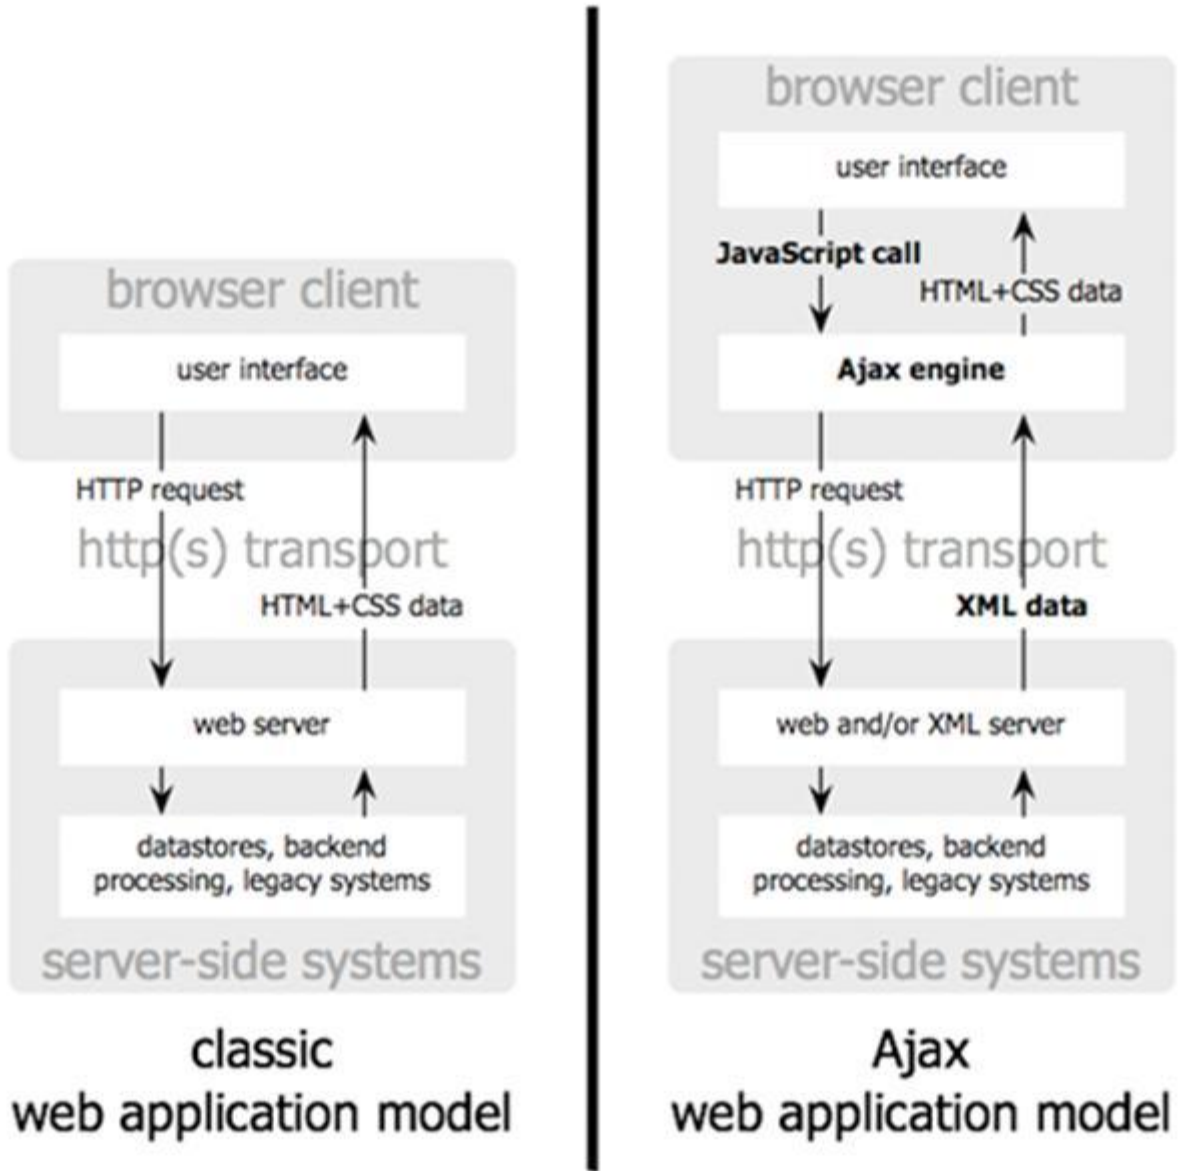 browser client
user interface
HTTP request
http(s) transport
HTML+CSS data
web server
datastores, backend
processing, legacy systems
server-side systems
classic
web application model
browser client
user interface
JavaScript call
HTML+CSS data
Ajax engine
HTTP request
http(s) transport
XML data
web and/or XML server
datastores, backend
processing, legacy systems
server-side systems
Ajax
web application model